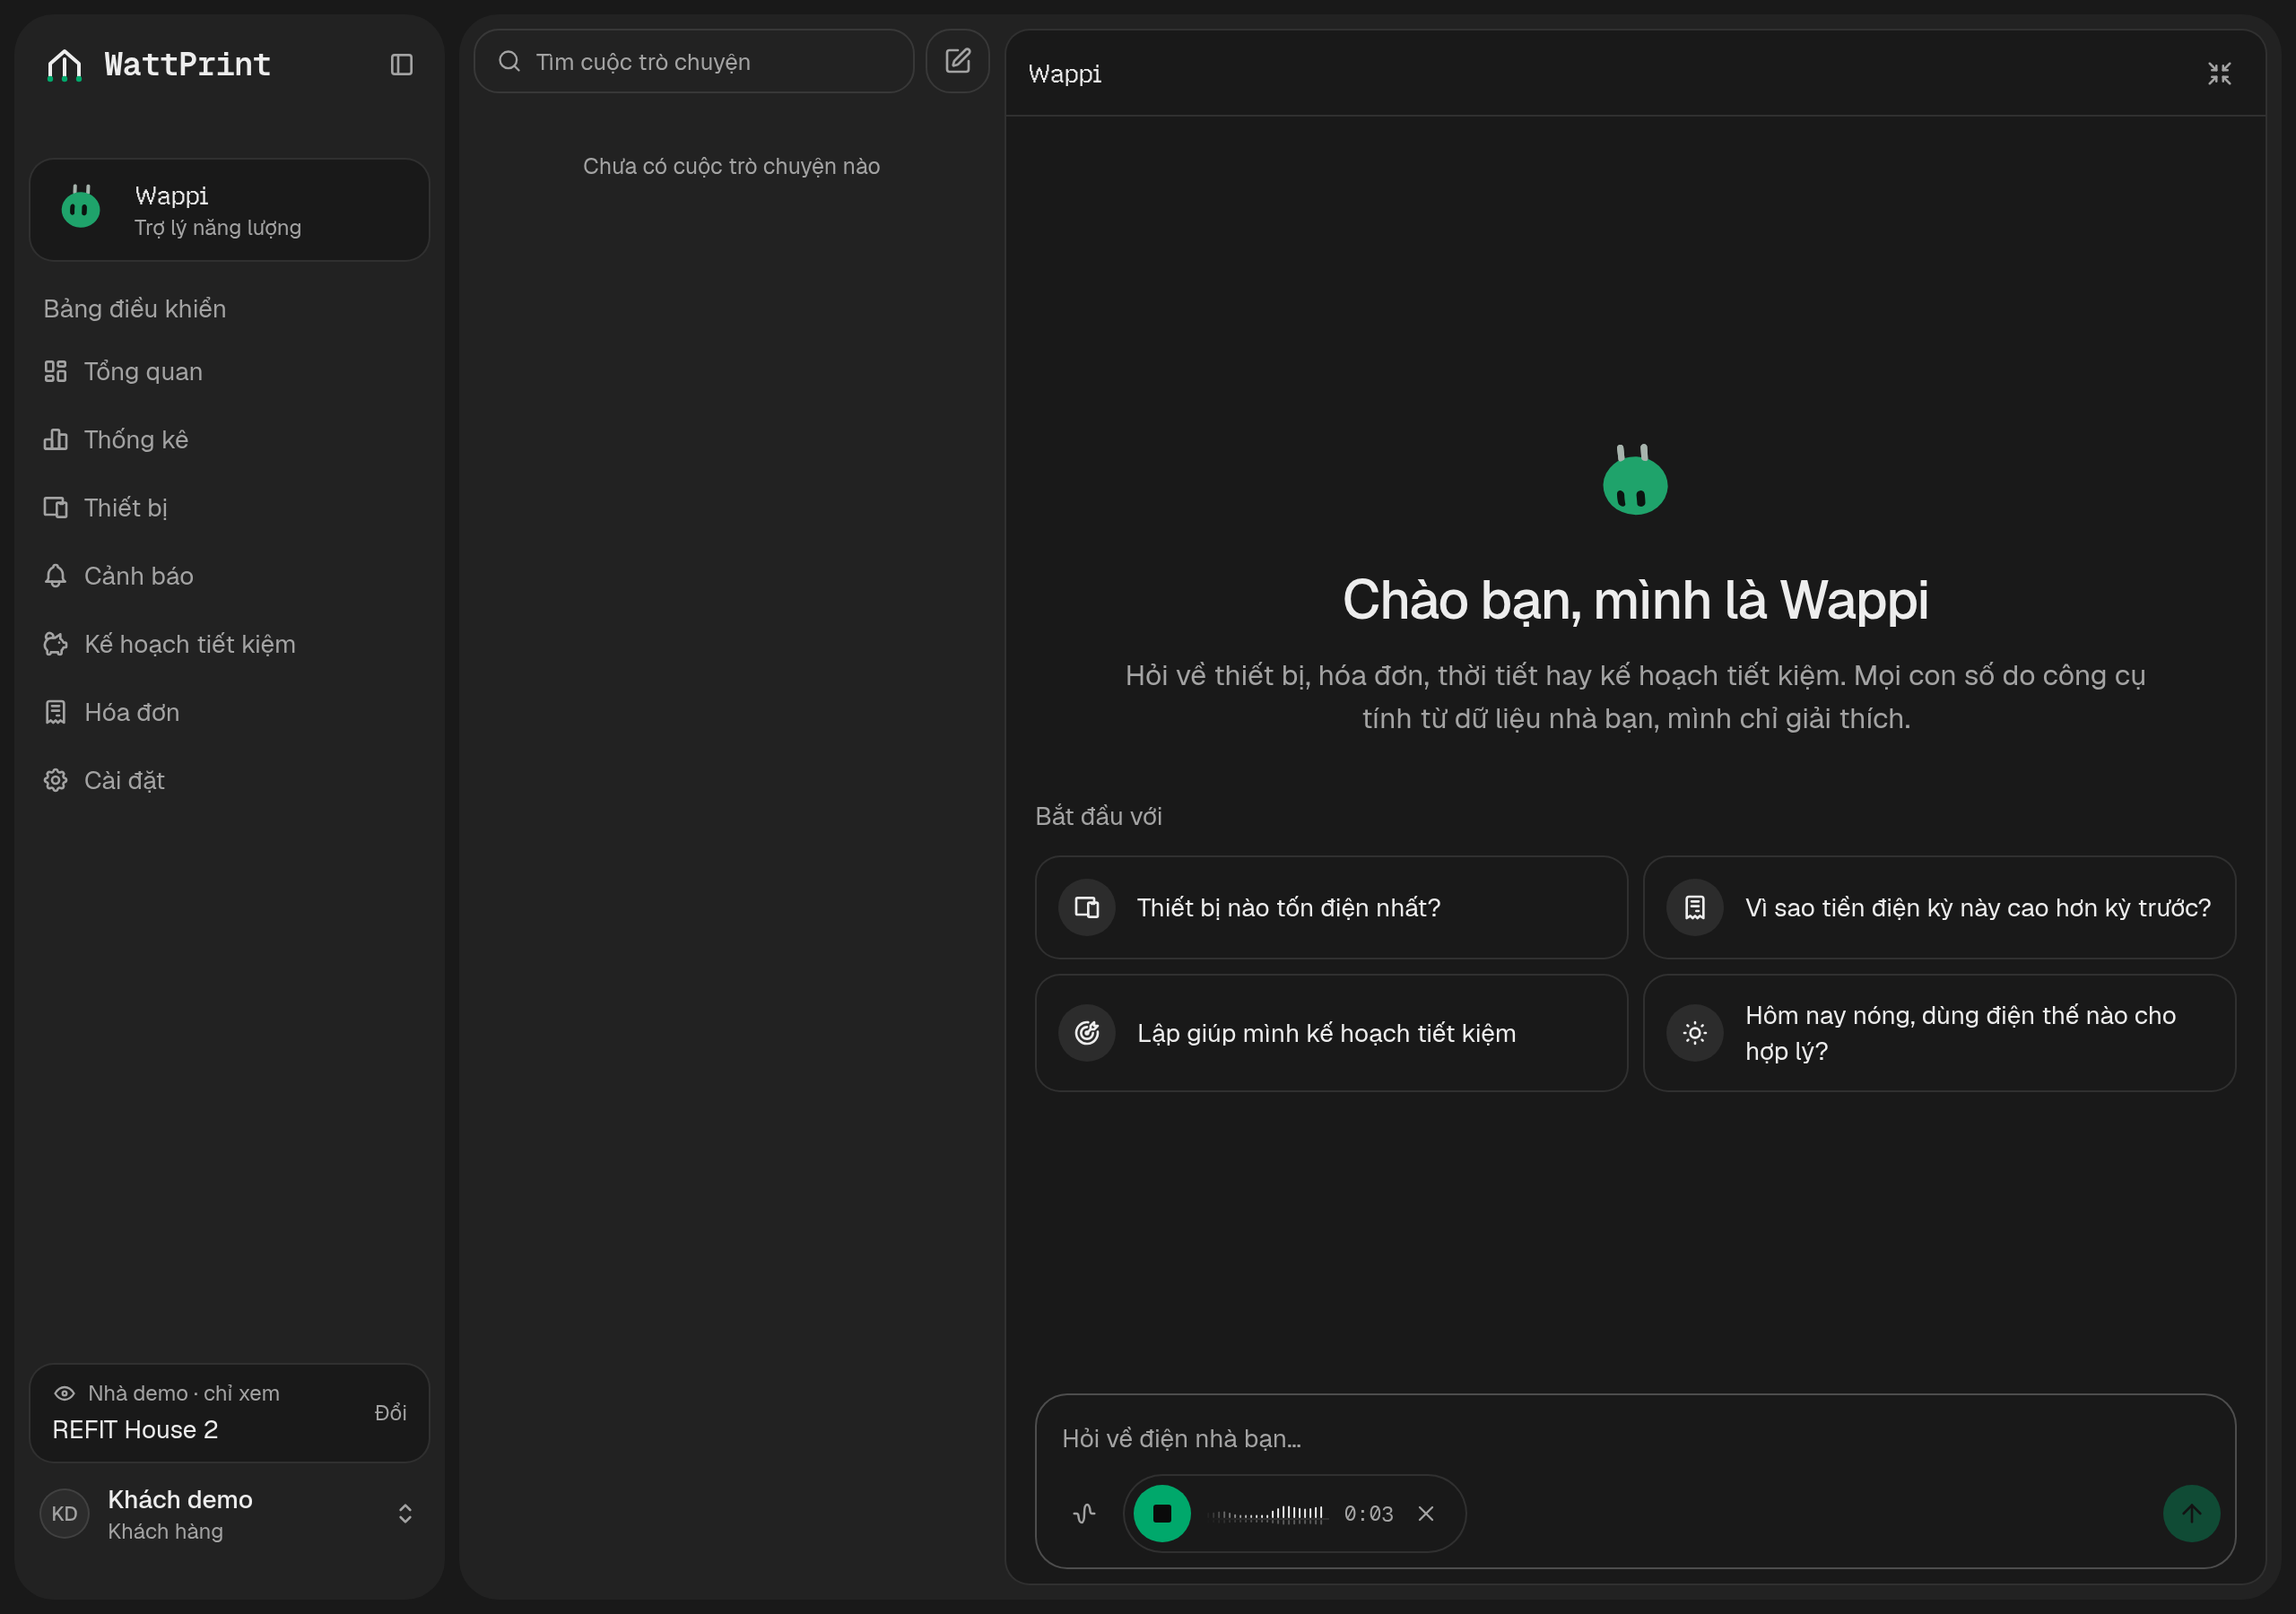 WattPrint
Wappi
Trợ lý năng lượng
Bảng điều khiển
Tổng quan
Thống kê
Thiết bị
Cảnh báo
Kế hoạch tiết kiệm
Hóa đơn
Cài đặt
Nhà demo · chỉ xem
REFIT House 2
Đổi
KD
Khách demo
Khách hàng
Tìm cuộc trò chuyện
Chưa có cuộc trò chuyện nào
Wappi
Chào bạn, mình là Wappi
Hỏi về thiết bị, hóa đơn, thời tiết hay kế hoạch tiết kiệm. Mọi con số do công cụ
tính từ dữ liệu nhà bạn, mình chỉ giải thích.
Bắt đầu với
Thiết bị nào tốn điện nhất?
Vì sao tiền điện kỳ này cao hơn kỳ trước?
Lập giúp mình kế hoạch tiết kiệm
Hôm nay nóng, dùng điện thế nào cho
hợp lý?
Hỏi về điện nhà bạn...
0:03